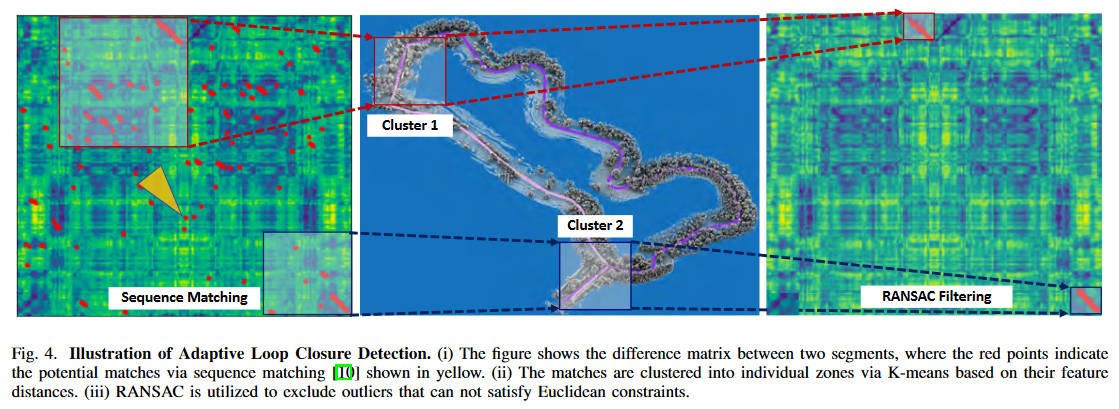 Cluster 1
Cluster 2
Sequence Matching
RANSAC Filtering
Fig. 4. Illustration of Adaptive Loop Closure Detection. (i) The figure shows the difference matrix between two segments, where the red points indicate
the potential matches via sequence matching [10] shown in yellow. (ii) The matches are clustered into individual zones via K-means based on their feature
distances. (iii) RANSAC is utilized to exclude outliers that can not satisfy Euclidean constraints.